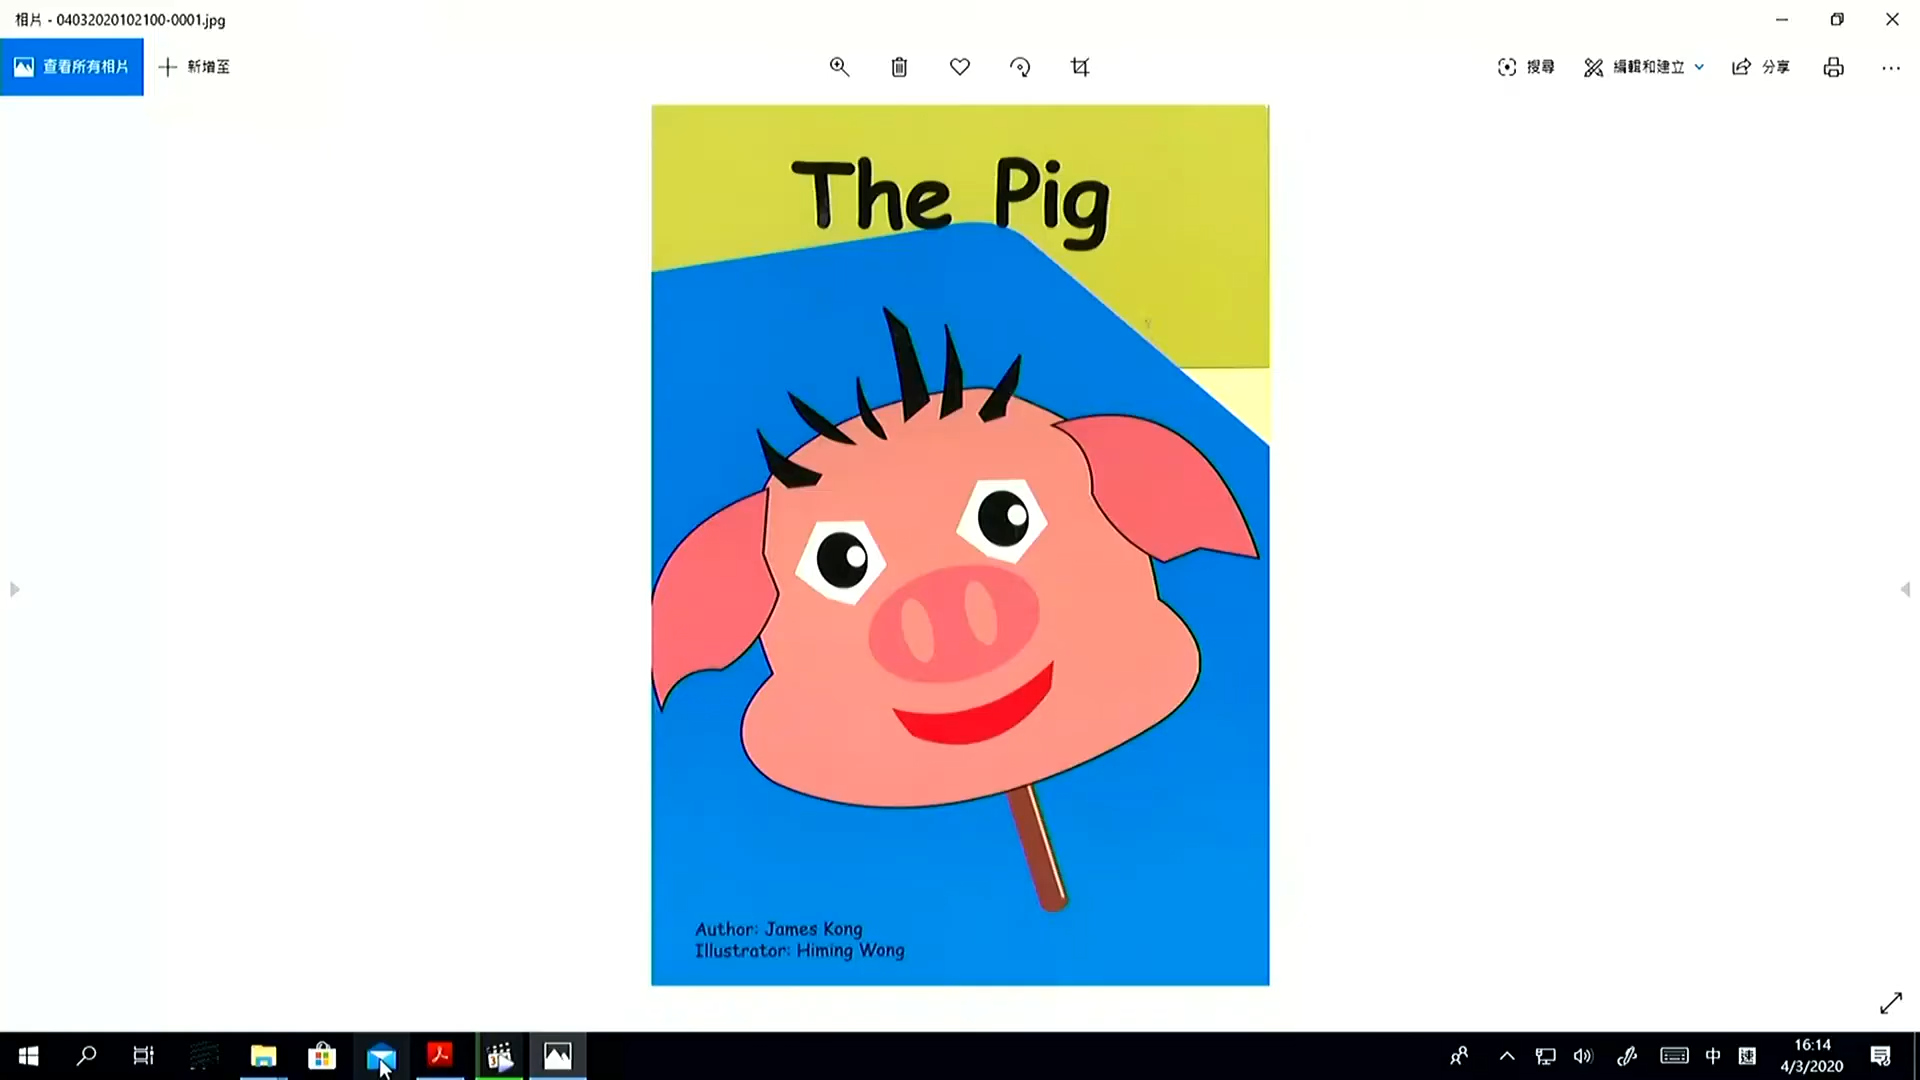 相片 - 04032020102100-0001.jpg
查看所有相片
新增至
搜尋
編輯和建立
分享
The Pig
Author: James Kong
Illustrator: Himing Wong
16:14
中
速
4/3/2020